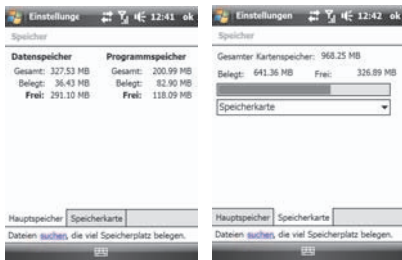 Einstellunge 12:41 ok
Speicher
Datenspeicher Programmspeicher
Gesamt: 327.53 MB Gesamt: 200.99 MB
Belegt: 36.43 MB Belegt: 82.90 MB
Frei: 291.10 MB Frei: 118.09 MB
Hauptspeicher Speicherkarte
Dateien suchen, die viel Speicherplatz belegen.
Einstellungen 12:42 ok
Speicher
Gesamter Kartenspeicher: 968.25 MB
Belegt: 641.36 MB Frei: 326.89 MB
Speicherkarte
Hauptspeicher Speicherkarte
Dateien suchen, die viel Speicherplatz belegen.